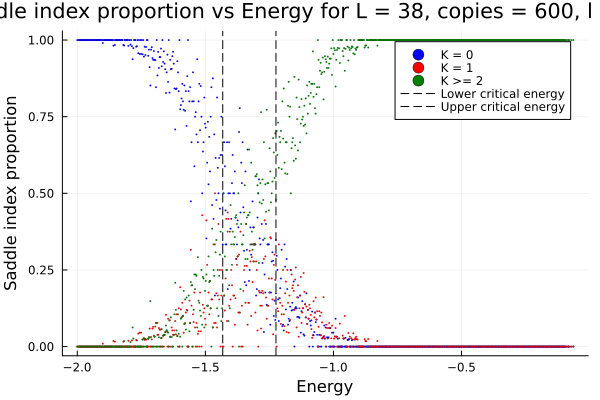 dle index proportion vs Energy for L = 38, copies = 600,
1.00
0.75
0.50
0.25
0.00
Saddle index proportion
K = 0
K = 1
K >= 2
Lower critical energy
Upper critical energy
−2.0
−1.5
−1.0
−0.5
Energy